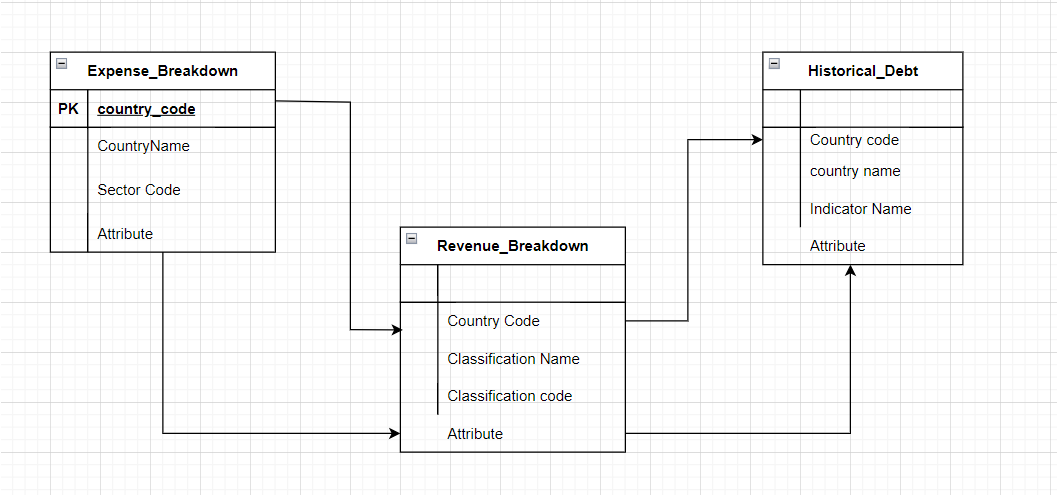 Expense_Breakdown
PK country_code
CountryName
Sector Code
Attribute
Revenue_Breakdown
Country Code
Classification Name
Classification code
Attribute
Historical_Debt
Country code
country name
Indicator Name
Attribute